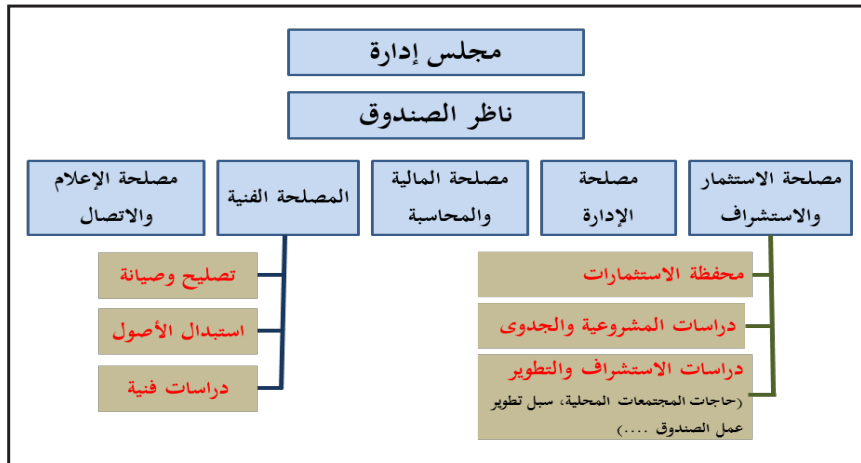 مجلس إدارة
ناظر الصندوق
مصلحة الاستثمار
والاستشراف
مصلحة
الإدارة
مصلحة المالية
والمحاسبة
المصلحة الفنية
مصلحة الإعلام
والاتصال
محفظة الاستثمارات
دراسات المشروعية والجدوى
دراسات الاستشراف والتطوير
(حاجات المجتمعات المحلية، سبل تطوير
عمل الصندوق ....)
تصليح وصيانة
استبدال الأصول
دراسات فنية